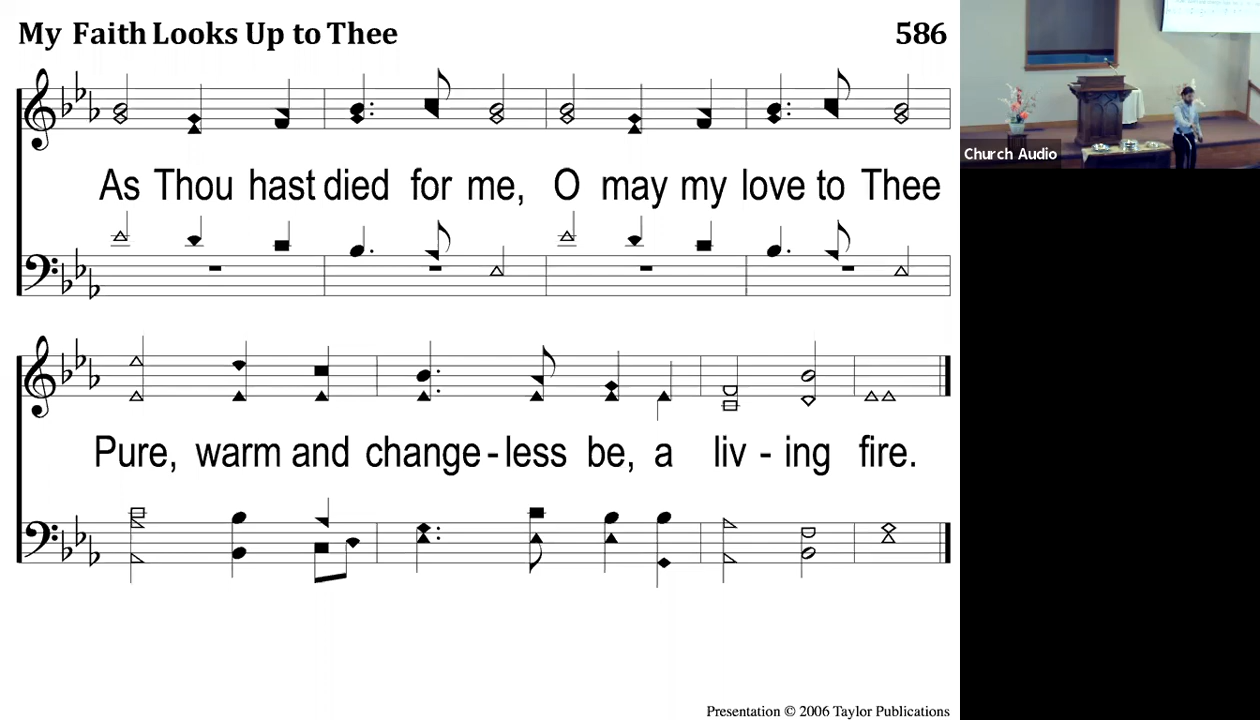 My Faith Looks Up to Thee 586
As Thou hast died for me, O may my love to Thee
Pure, warm and change - less be, a liv - ing fire.
Presentation © 2006 Taylor Publications
Church Audio